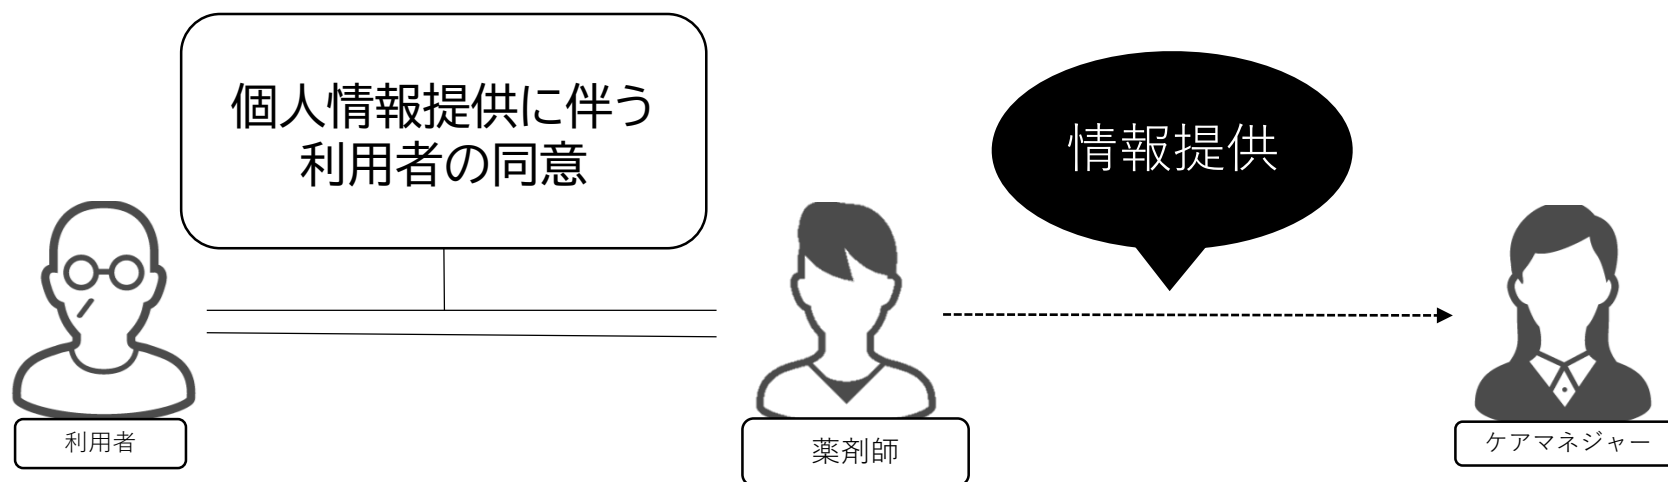 個人情報提供に伴う
利用者の同意
情報提供
利用者
薬剤師
ケアマネジャー